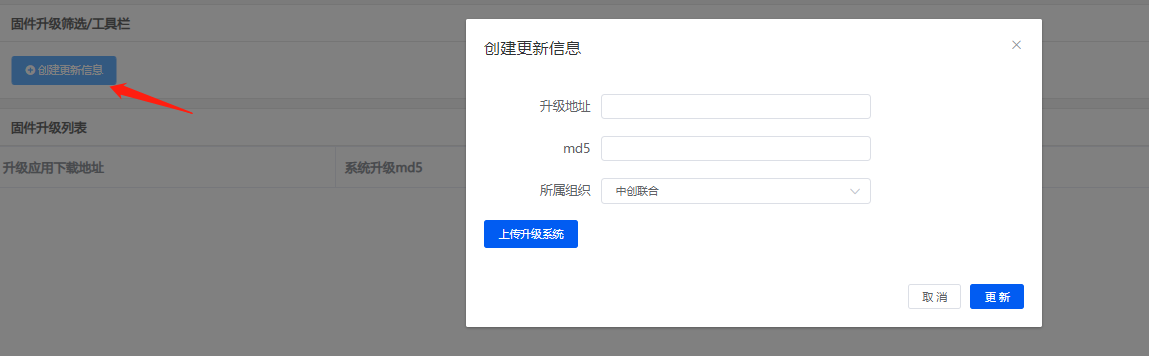 固件升级筛选/工具栏
创建更新信息
固件升级列表
升级应用下载地址
系统升级md5
创建更新信息
升级地址
md5
所属组织
中创联合
上传升级系统
取 消
更 新